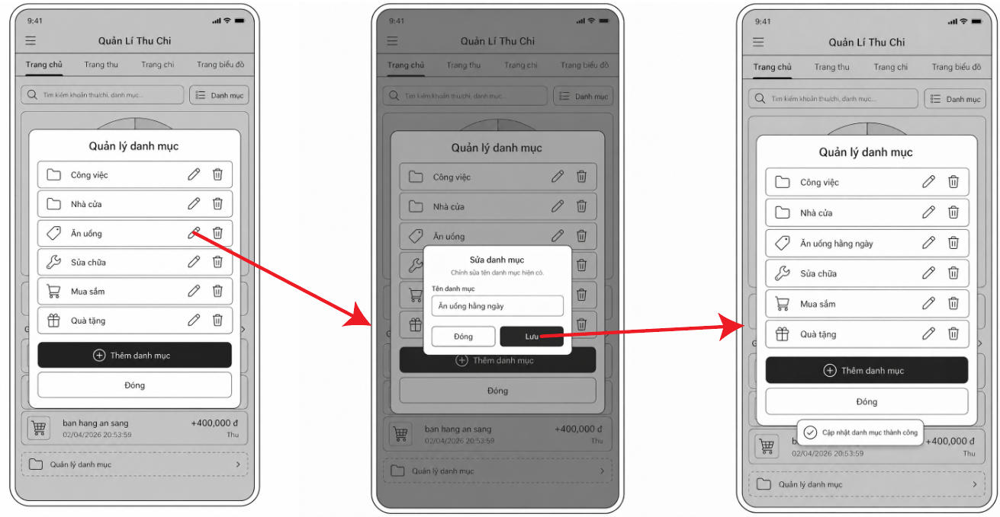 9:41
Quản Lí Thu Chi
Trang chủ Trang thu Trang chi Trang biểu đồ
Tìm kiếm khoản thu/chi, danh mục... Danh mục
Quản lý danh mục
Công việc
Nhà cửa
Ăn uống
Sửa chữa
Mua sắm
Quà tặng
Thêm danh mục
Đóng
ban hang an sang +400,000 đ
02/04/2026 20:53:59 Thu
Quản lý danh mục
9:41
Quản Lí Thu Chi
Trang chủ Trang thu Trang chi Trang biểu đồ
Tìm kiếm khoản thu/chi, danh mục... Danh mục
Quản lý danh mục
Công việc
Nhà cửa
Ăn uống
Sửa danh mục
Chỉnh sửa tên danh mục hiện có.
Tên danh mục
Ăn uống hằng ngày
Đóng Lưu
Thêm danh mục
Đóng
ban hang an sang +400,000 đ
02/04/2026 20:53:59 Thu
Quản lý danh mục
9:41
Quản Lí Thu Chi
Trang chủ Trang thu Trang chi Trang biểu đồ
Tìm kiếm khoản thu/chi, danh mục... Danh mục
Quản lý danh mục
Công việc
Nhà cửa
Ăn uống hằng ngày
Sửa chữa
Mua sắm
Quà tặng
Thêm danh mục
Đóng
Cập nhật danh mục thành công
b +400,000 đ
02/04/2026 20:53:59 Thu
Quản lý danh mục